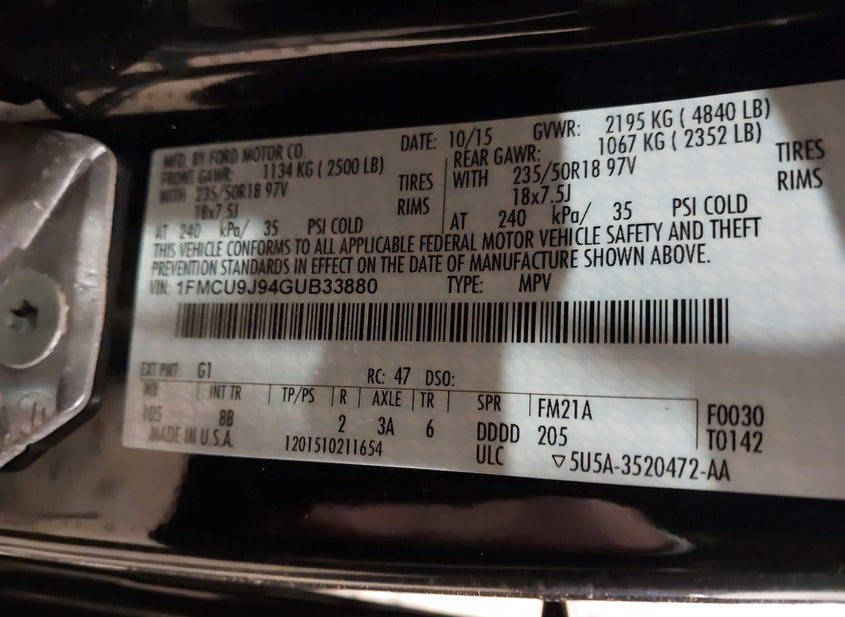 MFD. BY FORD MOTOR CO. DATE: 10/15 GVWR: 2195 KG ( 4840 LB)
FRONT GAWR: 1134 KG ( 2500 LB) REAR GAWR: 1067 KG ( 2352 LB)
WITH 235/50R18 97V TIRES WITH 235/50R18 97V TIRES
18x7.5J RIMS 18x7.5J RIMS
AT 240 kPa/ 35 PSI COLD AT 240 kPa/ 35 PSI COLD
THIS VEHICLE CONFORMS TO ALL APPLICABLE FEDERAL MOTOR VEHICLE SAFETY AND THEFT
PREVENTION STANDARDS IN EFFECT ON THE DATE OF MANUFACTURE SHOWN ABOVE.
VIN: 1FMCU9J94GUB33880 TYPE: MPV
EXT PNT: G1 RC: 47 DSO:
WB INT TR TP/PS R AXLE TR SPR FM21A F0030
105 8B 2 3A 6 DDDD 205 T0142
MADE IN U.S.A. 1201510211654 ULC ▽5U5A-3520472-AA